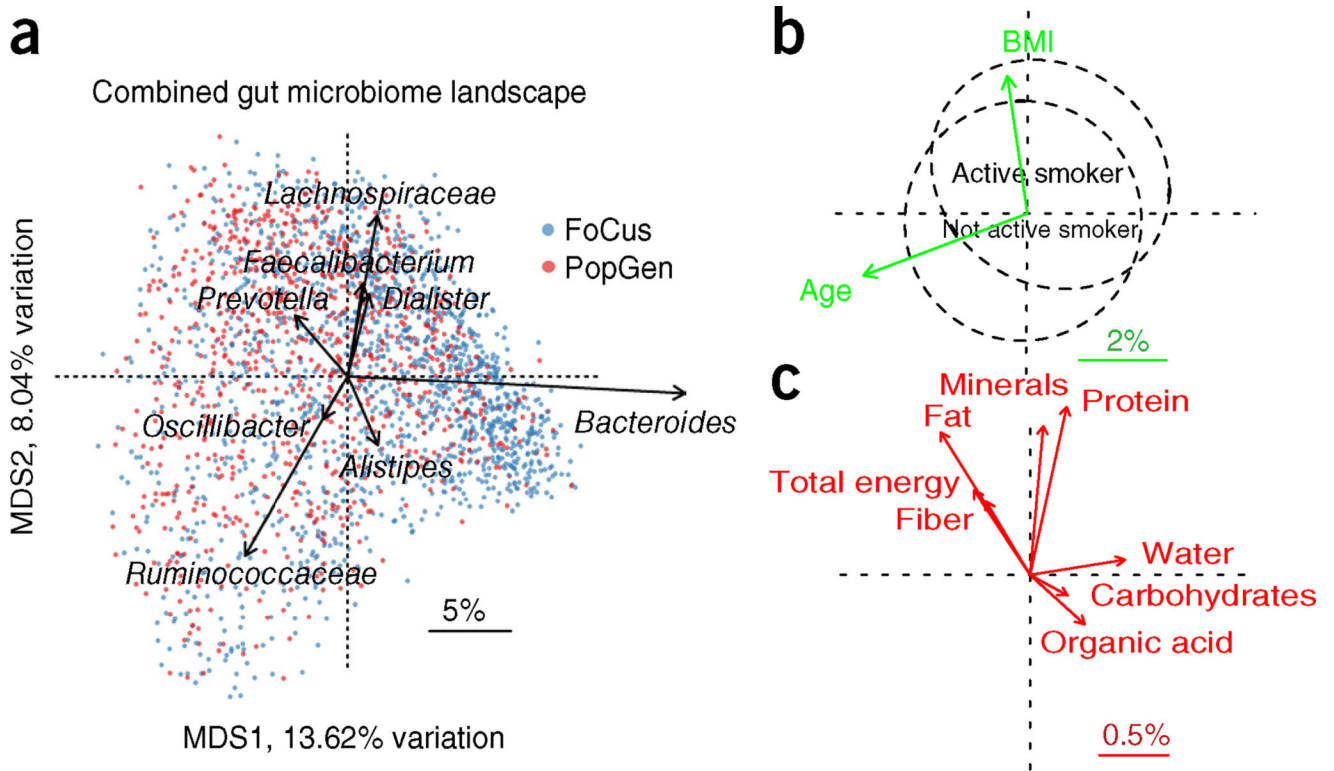 a
Combined gut microbiome landscape
Lachnospiraceae
FoCus
PopGen
Faecalibacterium
Prevotella
Dialister
Oscillibacter
Bacteroides
Alistipes
Ruminococcaceae
5%
MDS2, 8.04% variation
MDS1, 13.62% variation
b
BMI
Active smoker
Not active smoker
Age
2%
c
Minerals
Protein
Fat
Total energy
Fiber
Water
Carbohydrates
Organic acid
0.5%